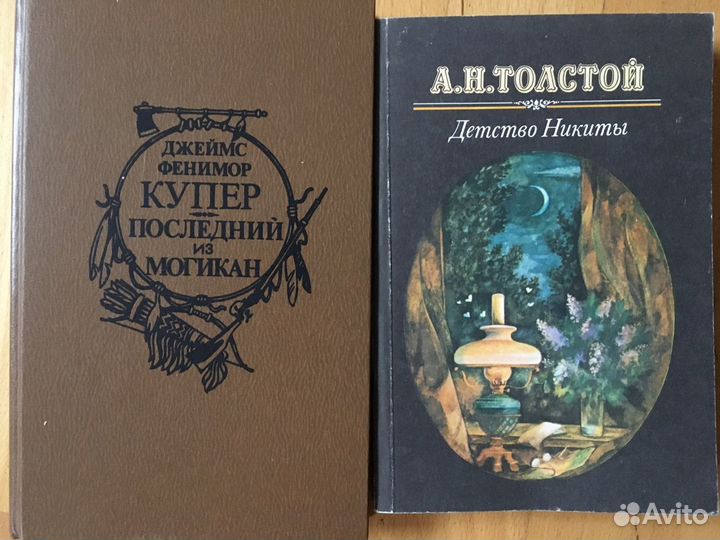 ДЖЕЙМС
ФЕНИМОР
КУПЕР
ПОСЛЕДНИЙ
ИЗ
МОГИКАН
А.Н.ТОЛСТОЙ
Детство Никиты
Avito